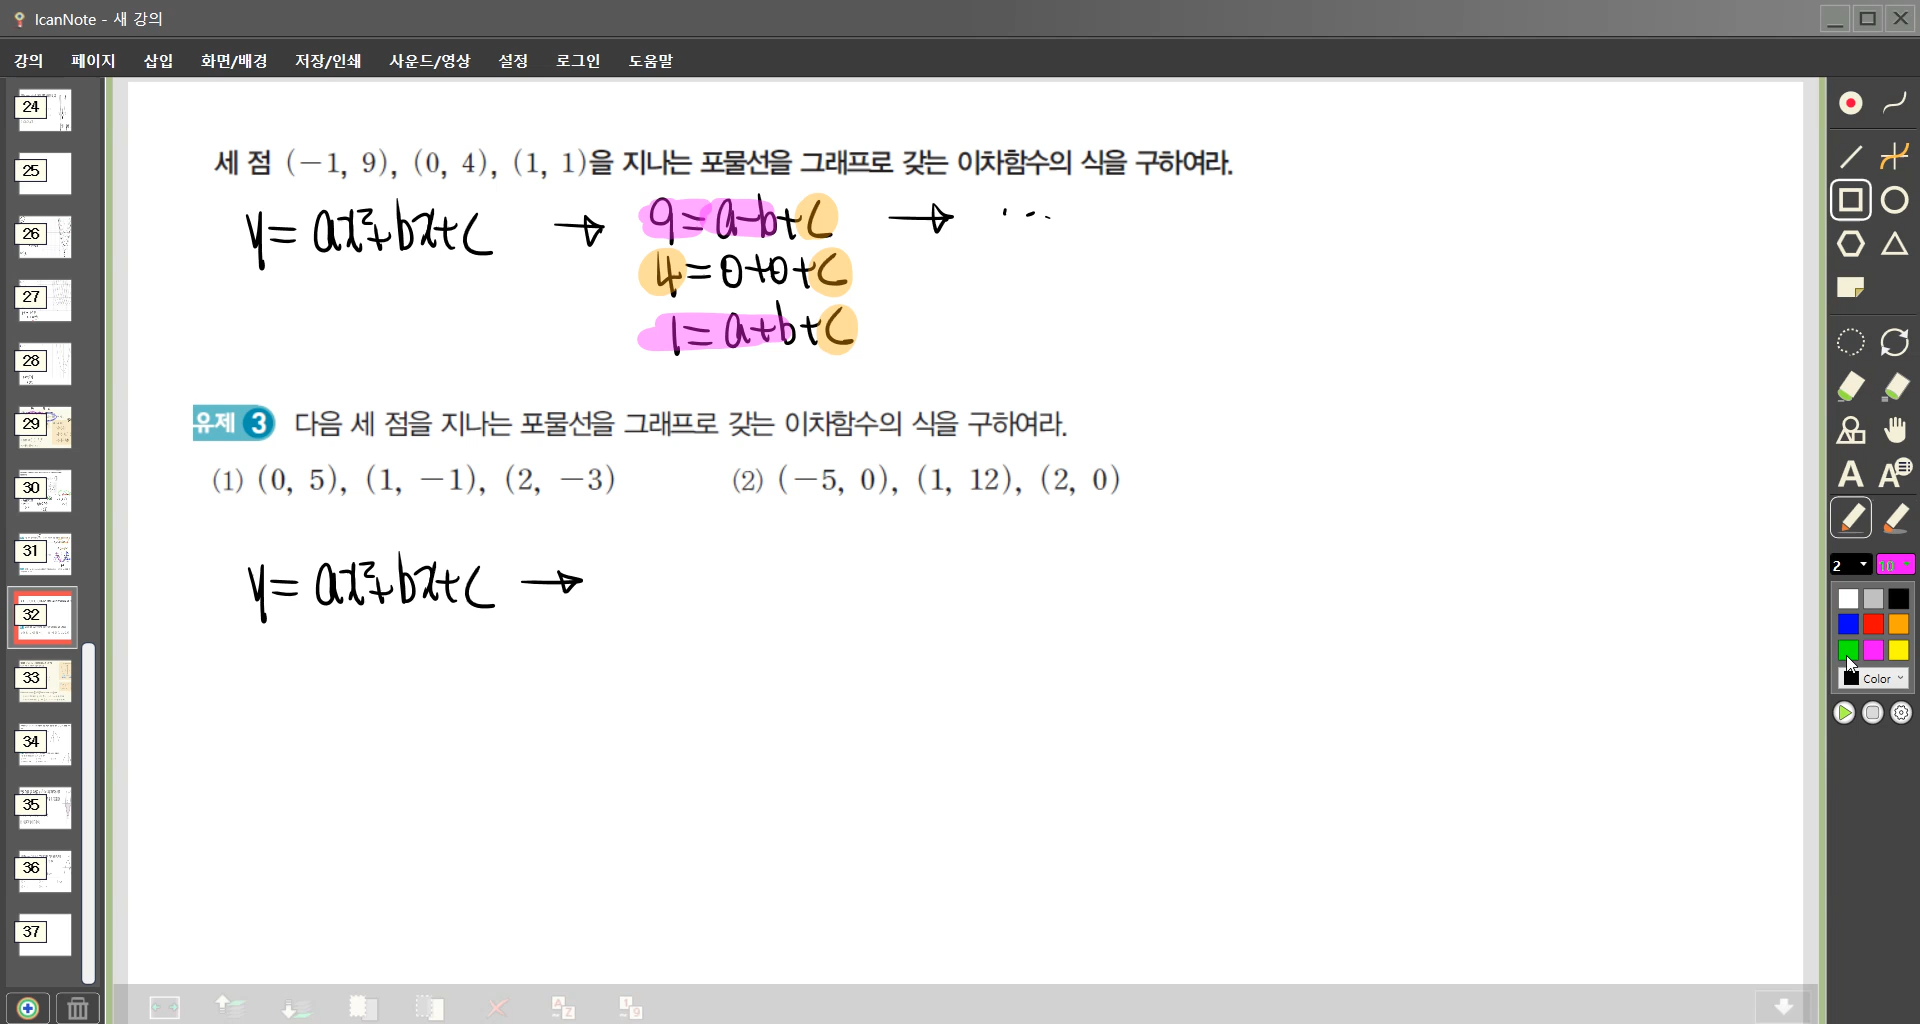 IcanNote - 새 강의
강의 페이지 삽입 화면/배경 저장/인쇄 사운드/영상 설정 로그인 도움말
24
25
26
27
28
29
30
31
32
33
34
35
36
37
세 점 (−1, 9), (0, 4), (1, 1)을 지나는 포물선을 그래프로 갖는 이차함수의 식을 구하여라.
y = ax²+bx+c → 9=a-b+c → ...
4=0+0+c
1=a+b+c
유제 3 다음 세 점을 지나는 포물선을 그래프로 갖는 이차함수의 식을 구하여라.
(1) (0, 5), (1, −1), (2, −3) (2) (−5, 0), (1, 12), (2, 0)
y = ax²+bx+c →
A A
2 10
Color